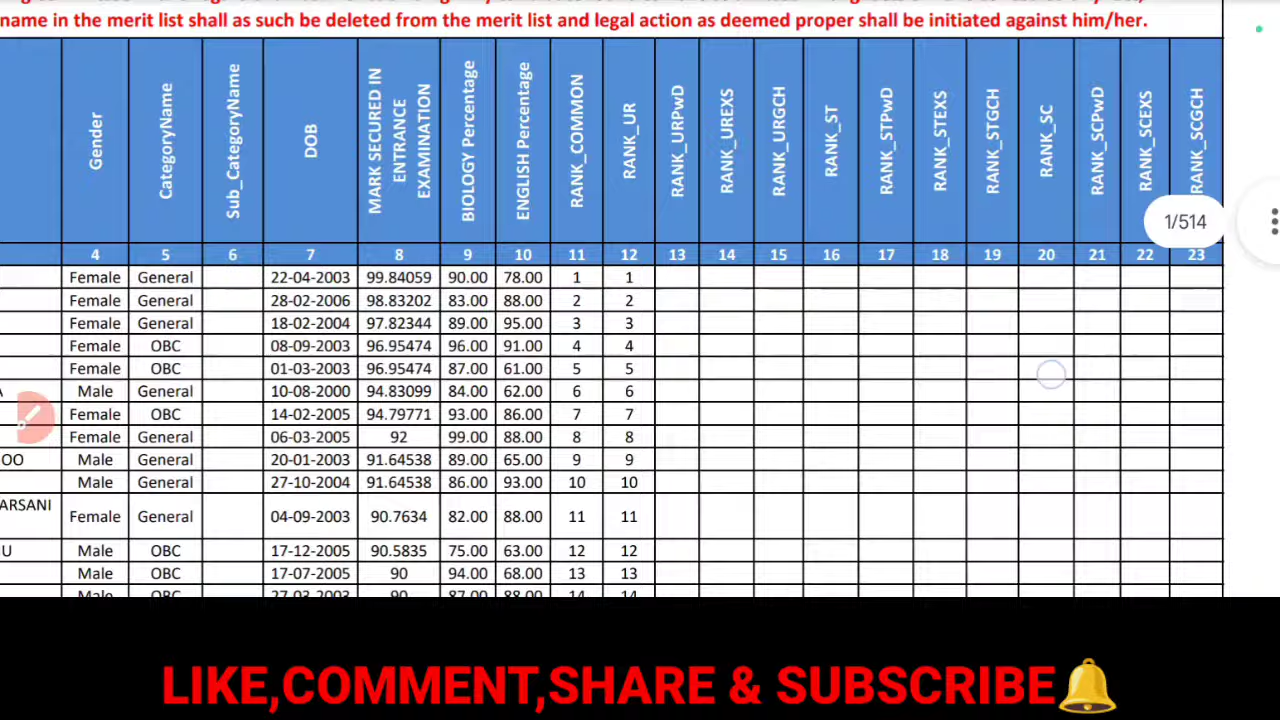 name in the merit list shall as such be deleted from the merit list and legal action as deemed proper shall be initiated against him/her.
Gender CategoryName Sub_CategoryName DOB MARK SECURED IN ENTRANCE EXAMINATION BIOLOGY Percentage ENGLISH Percentage RANK_COMMON RANK_UR RANK_URPwD RANK_UREXS RANK_URGCH RANK_ST RANK_STPwD RANK_STEXS RANK_STGCH RANK_SC RANK_SCPwD RANK_SCEXS RANK_SCGCH
1/514
4 5 6 7 8 9 10 11 12 13 14 15 16 17 18 19 20 21 22 23
Female General 22-04-2003 99.84059 90.00 78.00 1 1
Female General 28-02-2006 98.83202 83.00 88.00 2 2
Female General 18-02-2004 97.82344 89.00 95.00 3 3
Female OBC 08-09-2003 96.95474 96.00 91.00 4 4
Female OBC 01-03-2003 96.95474 87.00 61.00 5 5
A Male General 10-08-2000 94.83099 84.00 62.00 6 6
Female OBC 14-02-2005 94.79771 93.00 86.00 7 7
Female General 06-03-2005 92 99.00 88.00 8 8
OO Male General 20-01-2003 91.64538 89.00 65.00 9 9
Male General 27-10-2004 91.64538 86.00 93.00 10 10
ARSANI
Female General 04-09-2003 90.7634 82.00 88.00 11 11
U Male OBC 17-12-2005 90.5835 75.00 63.00 12 12
Male OBC 17-07-2005 90 94.00 68.00 13 13
Male OBC 27-03-2003 90 87.00 88.00 14 14
LIKE,COMMENT,SHARE & SUBSCRIBE